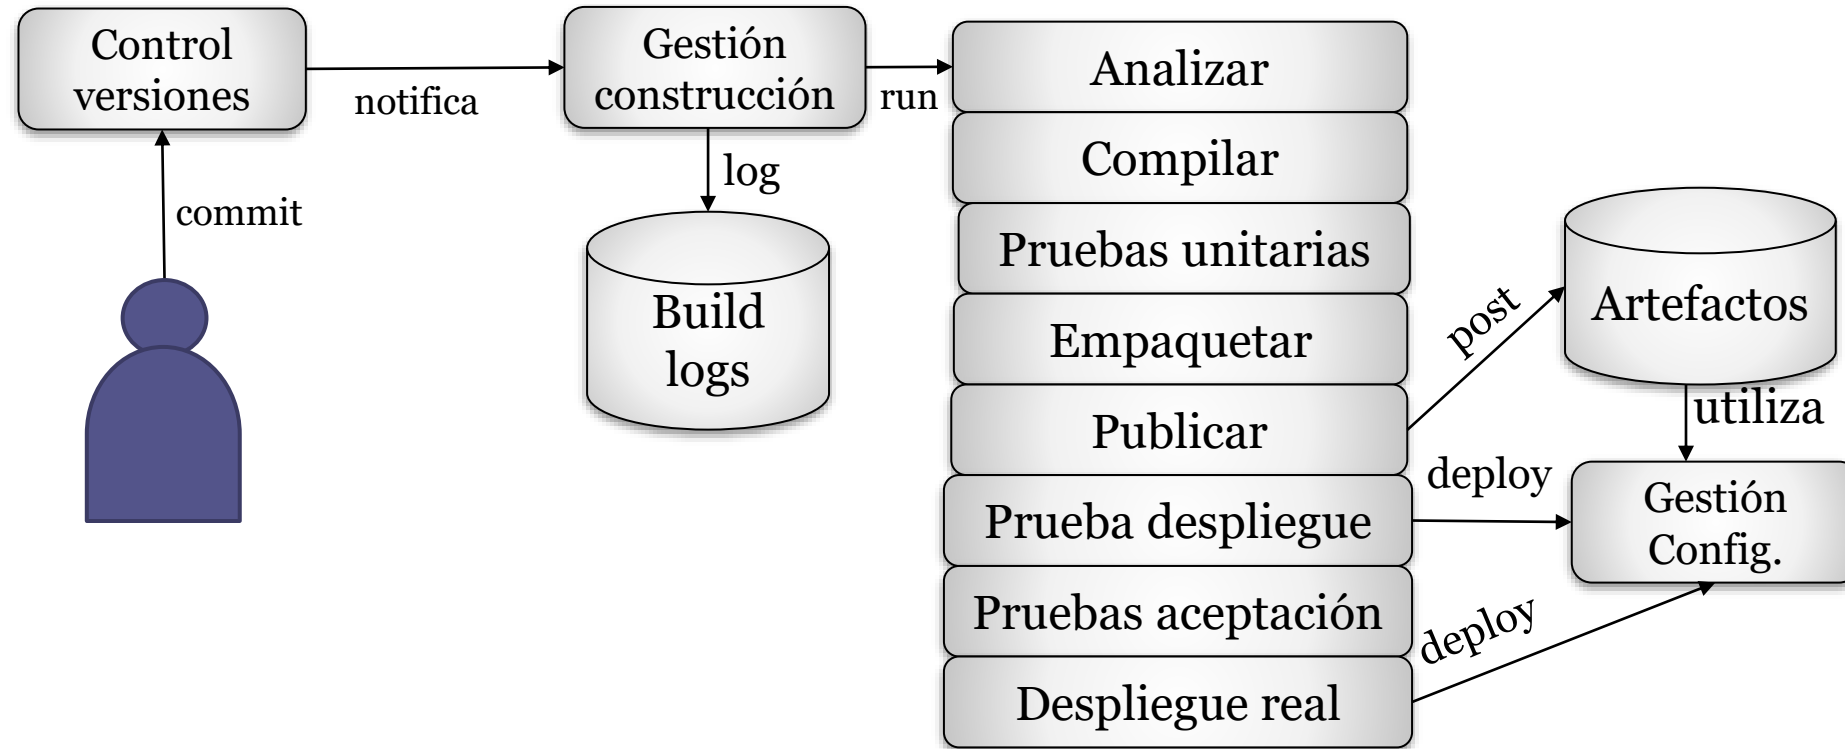 Control
versiones
notifica
commit
Gestión
construcción
run
log
Build
logs
Analizar
Compilar
Pruebas unitarias
Empaquetar
Publicar
Prueba despliegue
Pruebas aceptación
Despliegue real
post
Artefactos
utiliza
deploy
Gestión
Config.
deploy